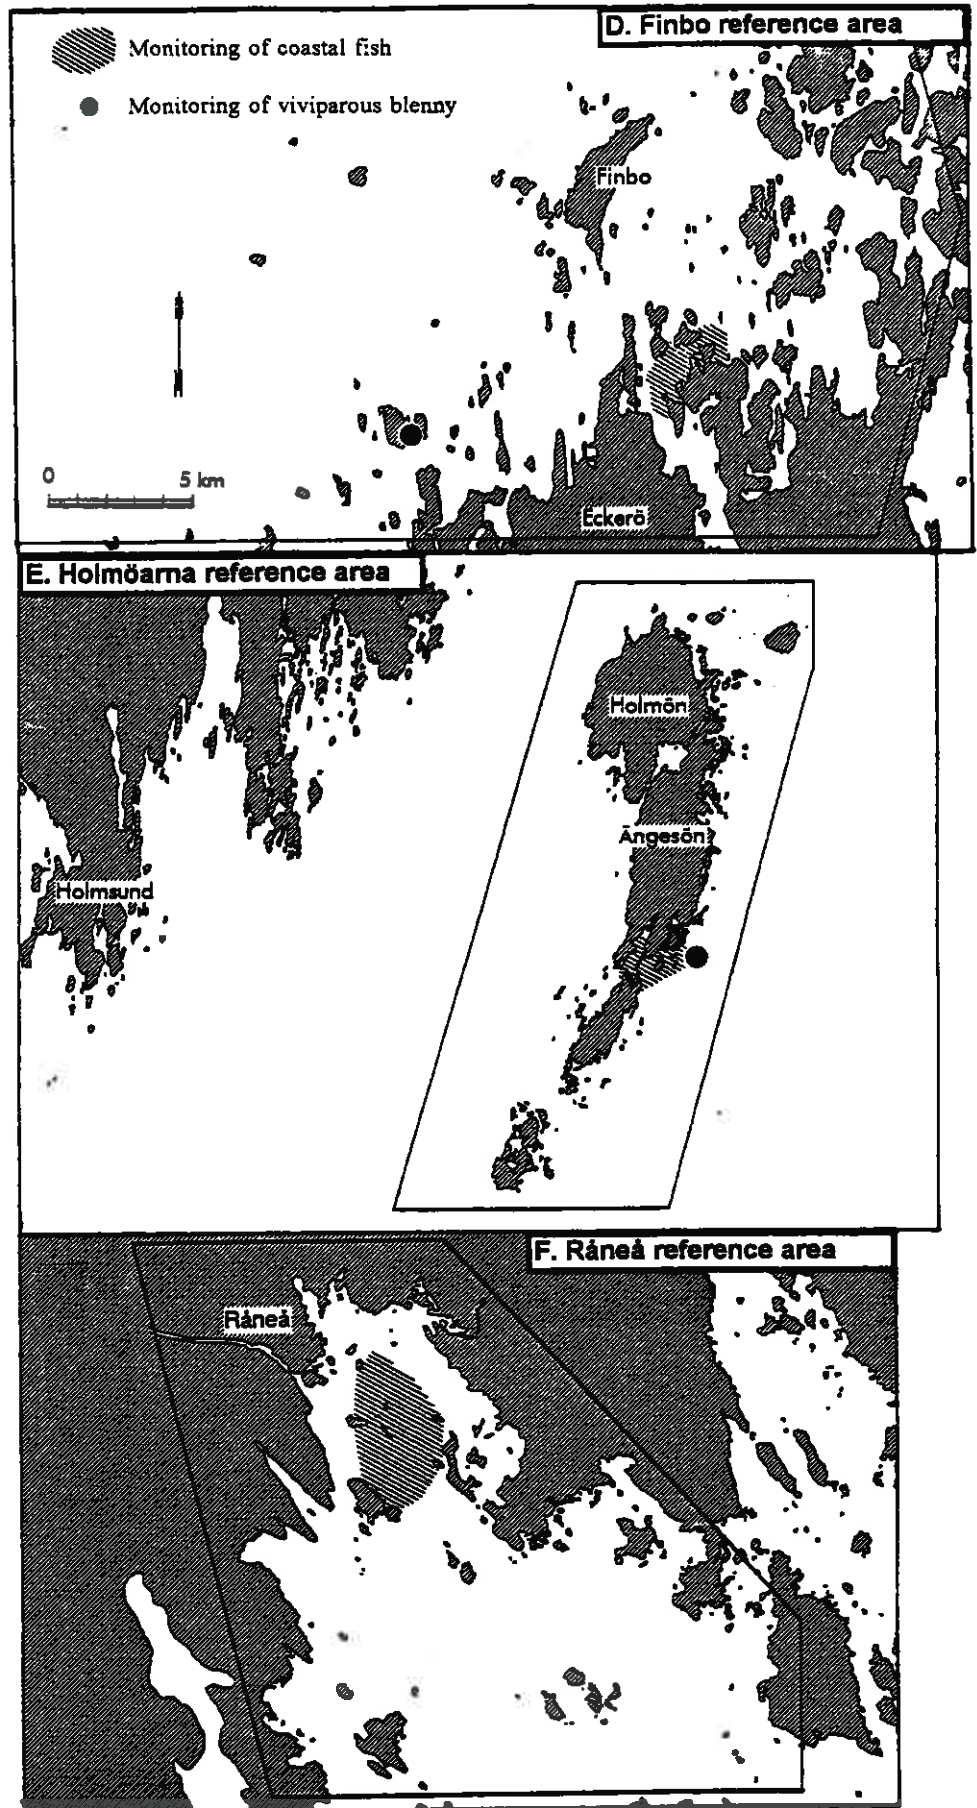 D. Finbo reference area
Monitoring of coastal fish
Monitoring of viviparous blenny
Finbo
0 5 km
Eckerö
E. Holmöarna reference area
Holmön
Ängesön
Holmsund
F. Råneå reference area
Råneå